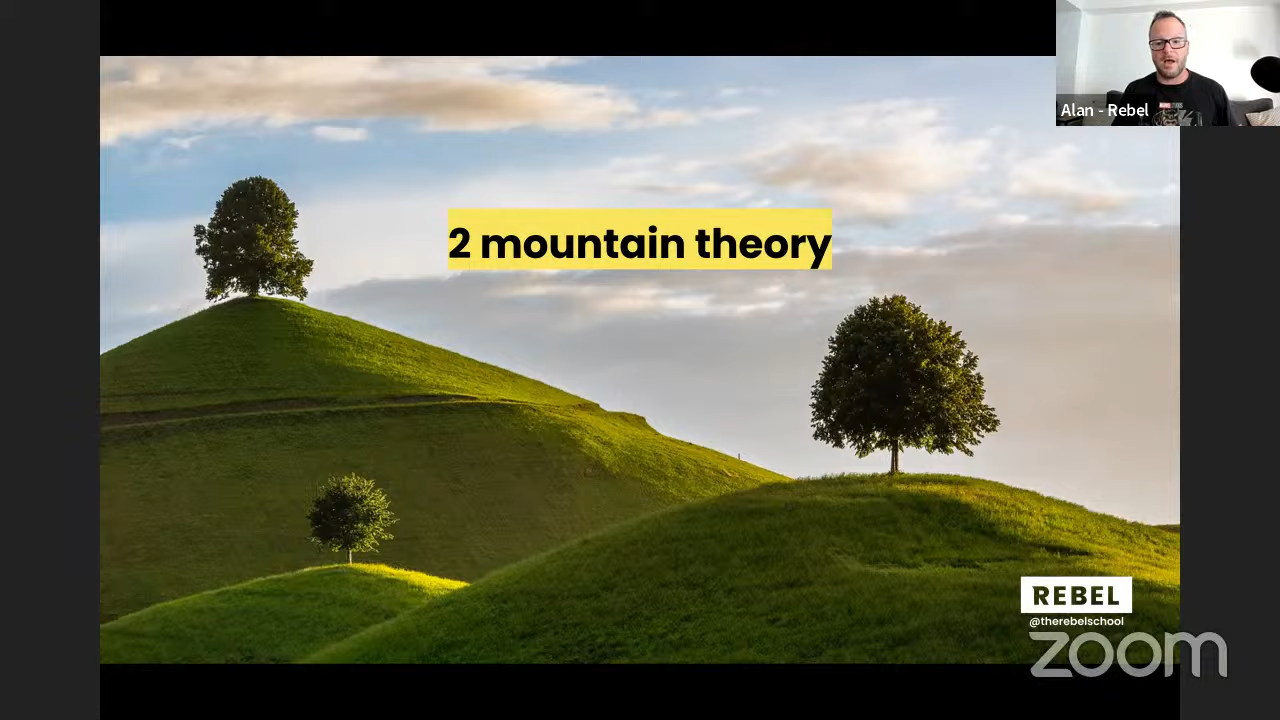 Alan - Rebel
2 mountain theory
REBEL
@therebelschool
zoom